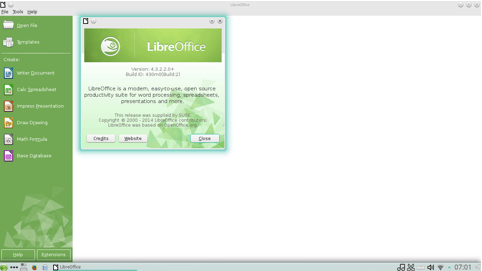 LibreOffice
File Tools Help
Open File
Templates
Create:
Writer Document
Calc Spreadsheet
Impress Presentation
Draw Drawing
Math Formula
Base Database
Help
Extensions
LibreOffice
Version: 4.3.2.2.0+
Build ID: 430m0(Build:2)
LibreOffice is a modern, easy-to-use, open source
productivity suite for word processing, spreadsheets,
presentations and more.
This release was supplied by SUSE.
Copyright © 2000 - 2014 LibreOffice contributors.
LibreOffice was based on OpenOffice.org.
Credits
Website
Close
LibreOffice
07:01